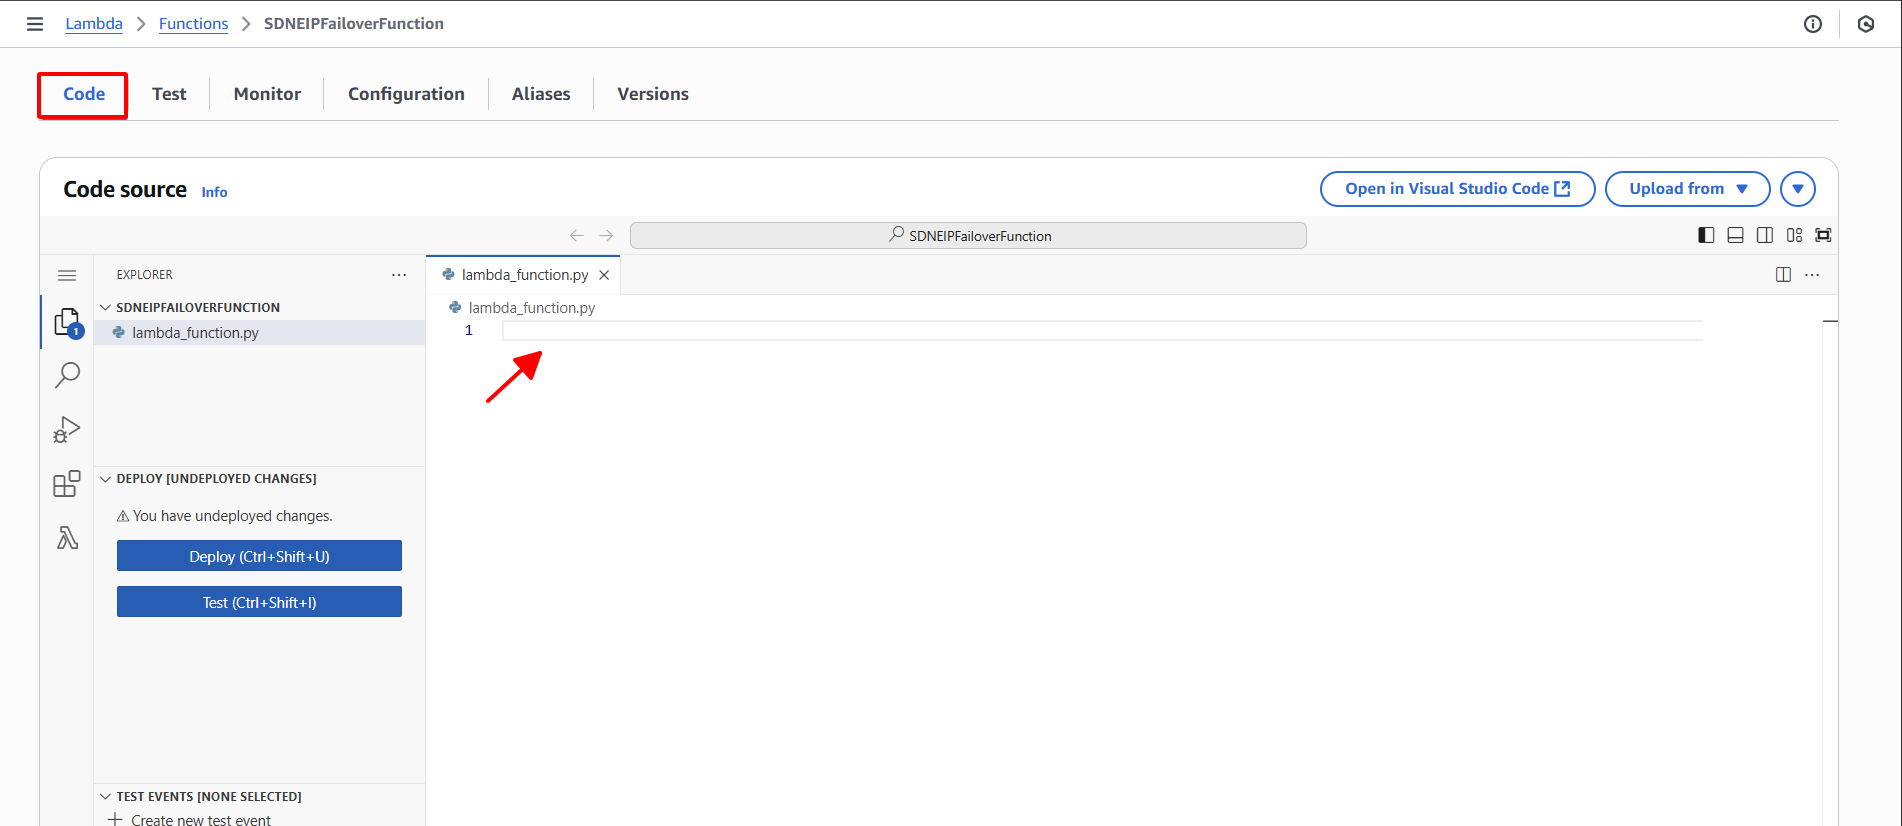 Lambda > Functions > SDNEIPFailoverFunction
Code Test Monitor Configuration Aliases Versions
Code source Info
Open in Visual Studio Code Upload from
SDNEIPFailoverFunction
EXPLORER ...
SDNEIPFAILOVERFUNCTION
lambda_function.py
1
lambda_function.py
lambda_function.py
1
DEPLOY [UNDEPLOYED CHANGES]
You have undeployed changes.
Deploy (Ctrl+Shift+U)
Test (Ctrl+Shift+I)
TEST EVENTS [NONE SELECTED]
Create new test event